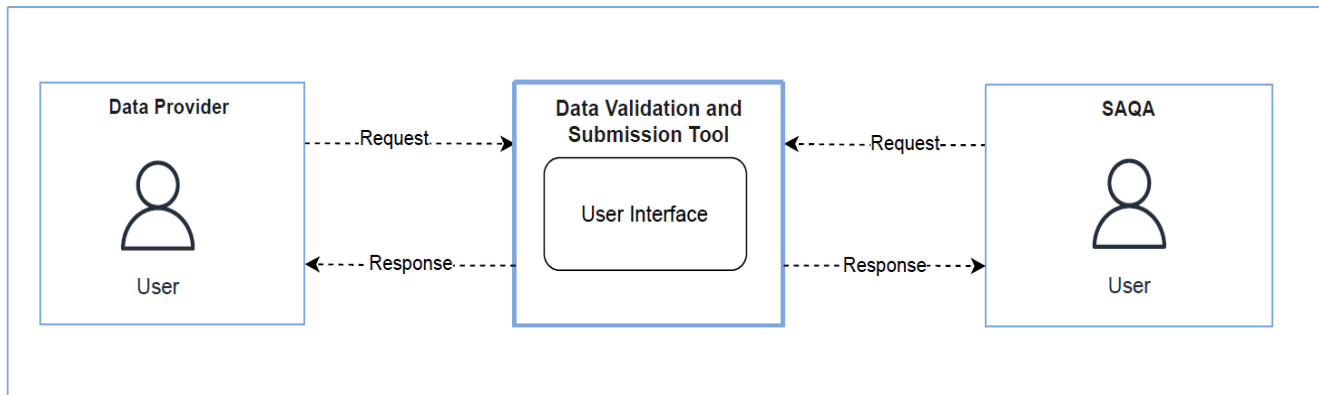 Data Provider
User
Request
Response
Data Validation and
Submission Tool
User Interface
Request
Response
SAQA
User